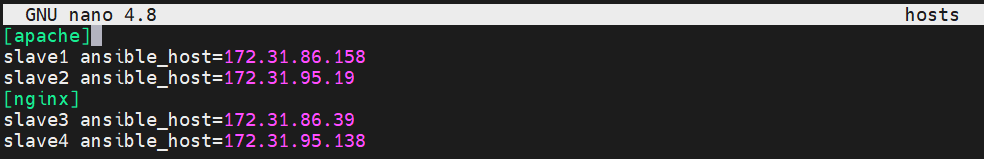 GNU nano 4.8 hosts
[apache]
slave1 ansible_host=172.31.86.158
slave2 ansible_host=172.31.95.19
[nginx]
slave3 ansible_host=172.31.86.39
slave4 ansible_host=172.31.95.138